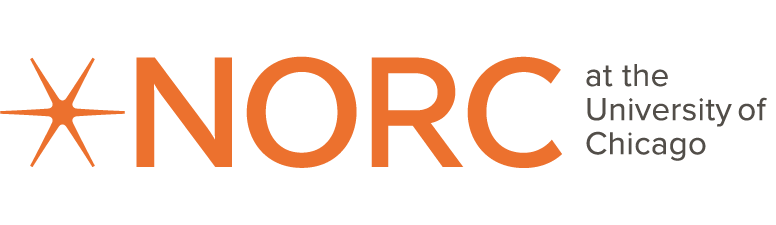 NORC
at the
University of
Chicago